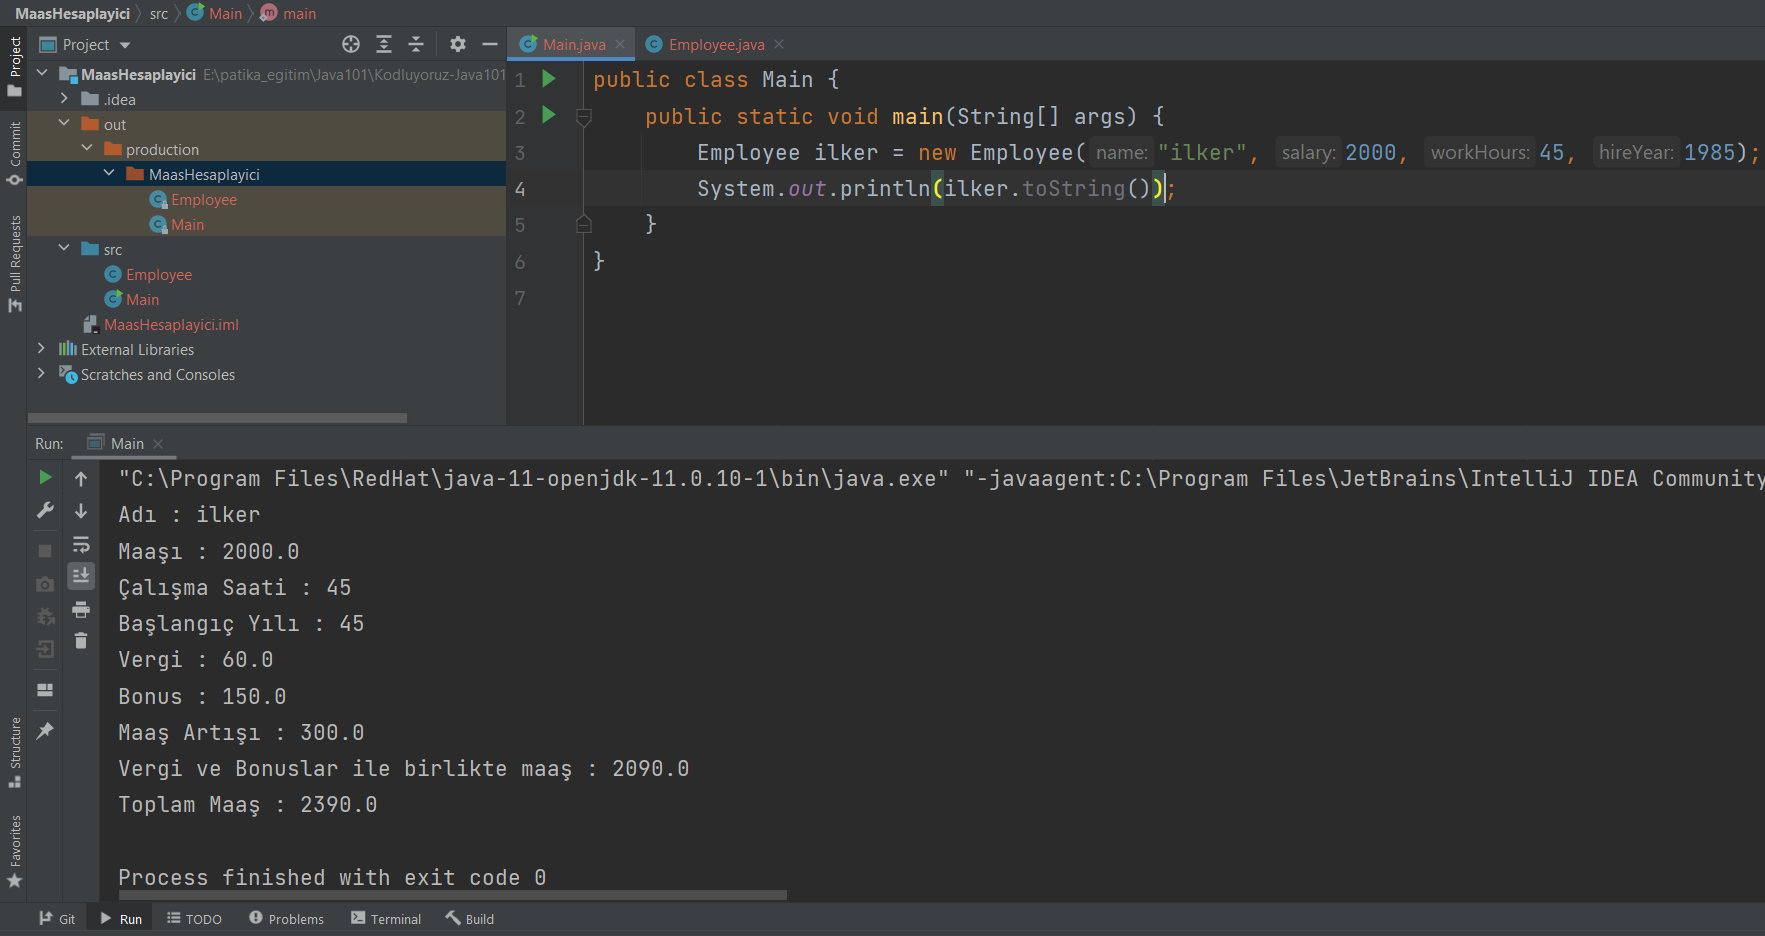 MaasHesaplayici src Main main
Project
Main.java Employee.java
MaasHesaplayici E:\patika_egitim\Java101\Kodluyoruz-Java101
.idea
out
production
MaasHesaplayici
Employee
Main
src
Employee
Main
MaasHesaplayici.iml
External Libraries
Scratches and Consoles
Project
Commit
Pull Requests
Structure
Favorites
1 public class Main {
2 public static void main(String[] args) {
3 Employee ilker = new Employee( name: "ilker", salary: 2000, workHours: 45, hireYear: 1985);
4 System.out.println(ilker.toString());
5 }
6 }
7
Run: Main
"C:\Program Files\RedHat\java-11-openjdk-11.0.10-1\bin\java.exe" "-javaagent:C:\Program Files\JetBrains\IntelliJ IDEA Community
Adı : ilker
Maaşı : 2000.0
Çalışma Saati : 45
Başlangıç Yılı : 45
Vergi : 60.0
Bonus : 150.0
Maaş Artışı : 300.0
Vergi ve Bonuslar ile birlikte maaş : 2090.0
Toplam Maaş : 2390.0
Process finished with exit code 0
Git Run TODO Problems Terminal Build